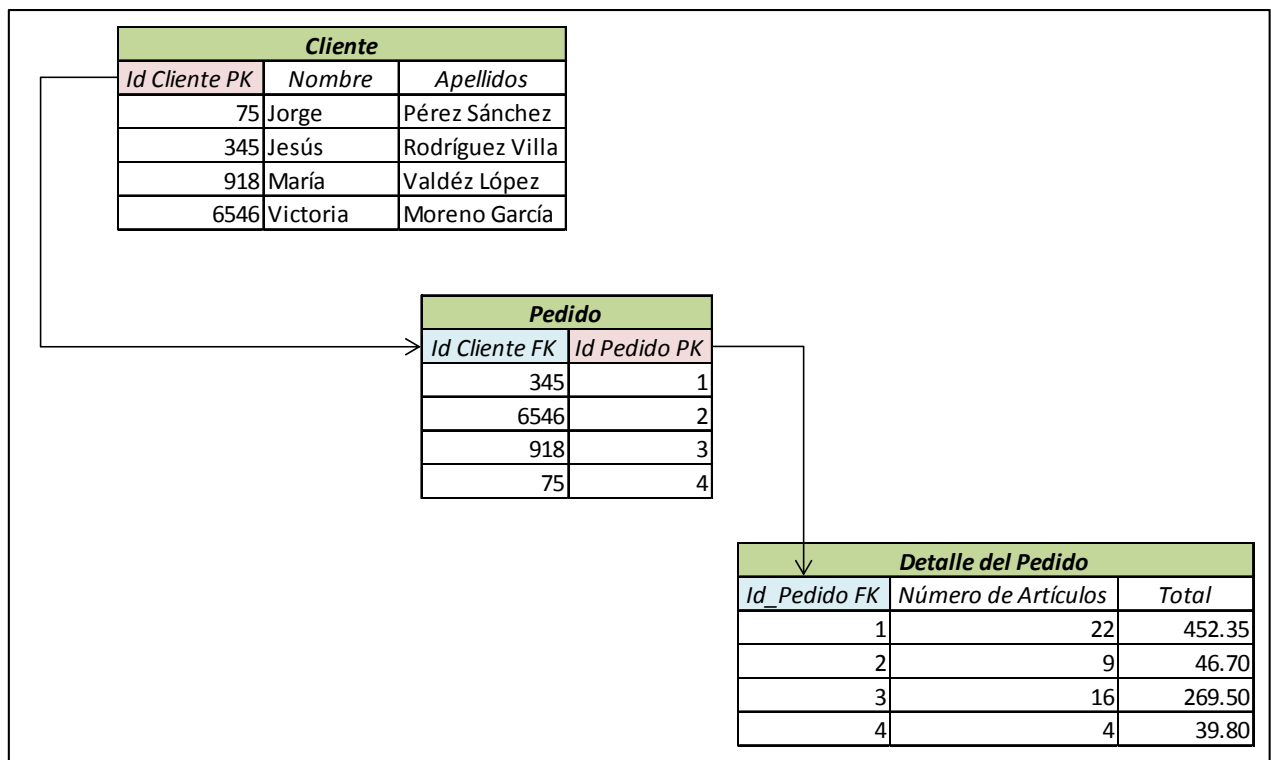 Cliente
Id Cliente PK Nombre Apellidos
75 Jorge Pérez Sánchez
345 Jesús Rodríguez Villa
918 María Valdéz López
6546 Victoria Moreno García
Pedido
Id Cliente FK Id Pedido PK
345 1
6546 2
918 3
75 4
Detalle del Pedido
Id_Pedido FK Número de Artículos Total
1 22 452.35
2 9 46.70
3 16 269.50
4 4 39.80